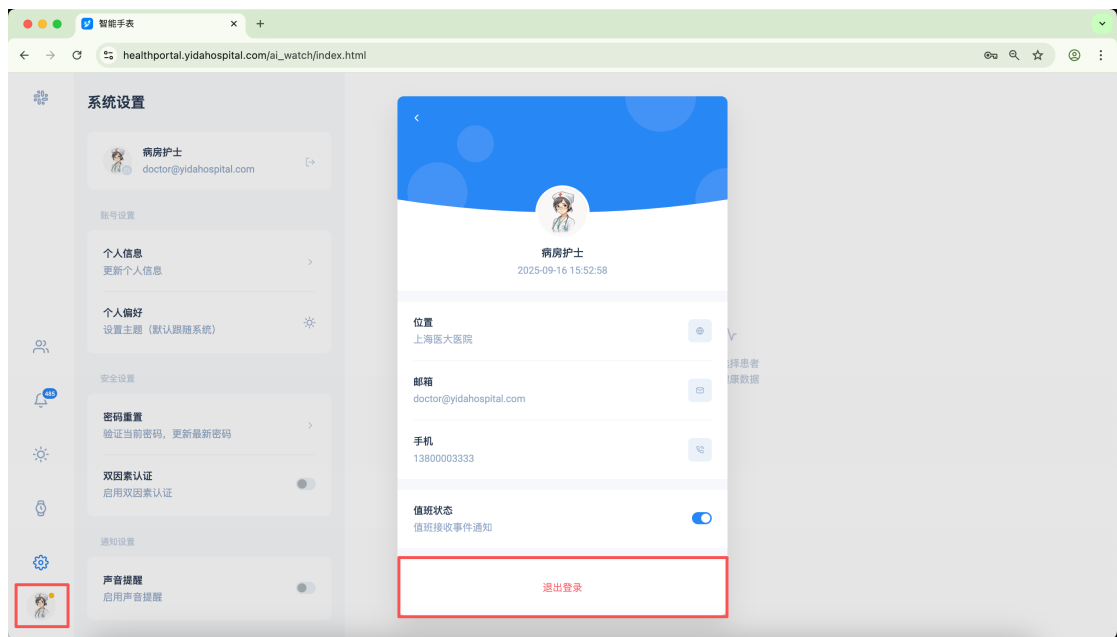 智能手表
healthportal.yidahospital.com/ai_watch/index.html
系统设置
病房护士
doctor@yidahospital.com
账号设置
个人信息
更新个人信息
个人偏好
设置主题（默认跟随系统）
安全设置
密码重置
验证当前密码，更新最新密码
双因素认证
启用双因素认证
通知设置
声音提醒
启用声音提醒
485
病房护士
2025-09-16 15:52:58
位置
上海医大医院
邮箱
doctor@yidahospital.com
手机
13800003333
值班状态
值班接收事件通知
退出登录
择患者
康数据